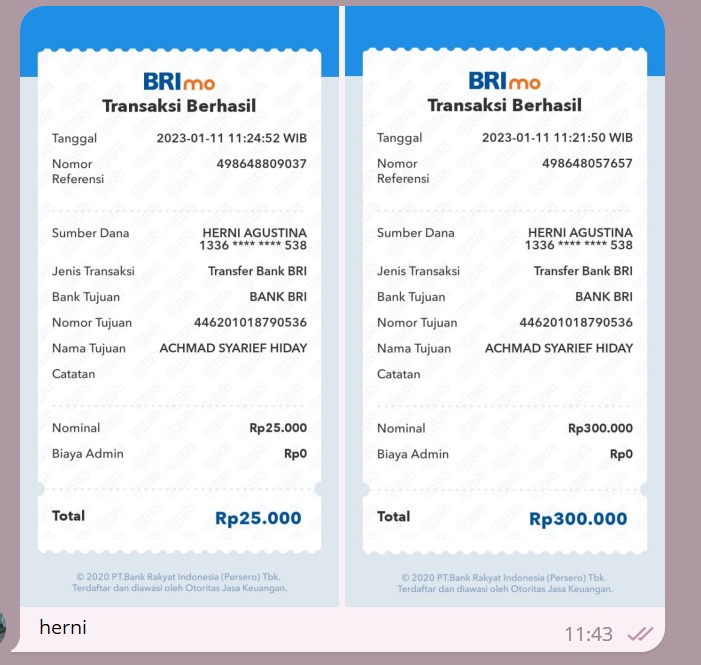 BRImo
Transaksi Berhasil
Tanggal 2023-01-11 11:24:52 WIB
Nomor Referensi 498648809037
Sumber Dana HERNI AGUSTINA
1336 **** **** 538
Jenis Transaksi Transfer Bank BRI
Bank Tujuan BANK BRI
Nomor Tujuan 446201018790536
Nama Tujuan ACHMAD SYARIEF HIDAY
Catatan
Nominal Rp25.000
Biaya Admin Rp0
Total Rp25.000
© 2020 PT.Bank Rakyat Indonesia (Persero) Tbk.
Terdaftar dan diawasi oleh Otoritas Jasa Keuangan.
BRImo
Transaksi Berhasil
Tanggal 2023-01-11 11:21:50 WIB
Nomor Referensi 498648057657
Sumber Dana HERNI AGUSTINA
1336 **** **** 538
Jenis Transaksi Transfer Bank BRI
Bank Tujuan BANK BRI
Nomor Tujuan 446201018790536
Nama Tujuan ACHMAD SYARIEF HIDAY
Catatan
Nominal Rp300.000
Biaya Admin Rp0
Total Rp300.000
© 2020 PT.Bank Rakyat Indonesia (Persero) Tbk.
Terdaftar dan diawasi oleh Otoritas Jasa Keuangan.
herni
11:43